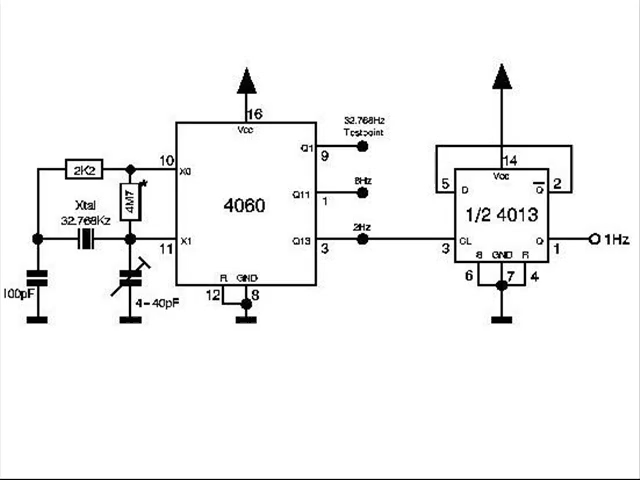 16
Vcc
32.768Hz
Testpoint
Q1
9
10
X0
2K2
4M7
*
Xtal
32.768Kz
X1
11
4060
Q11
1
8Hz
Q13
3
2Hz
R GND
12
8
100pF
4-40pF
14
Vcc
5
D
Q
2
1/2 4013
CL
3
Q
1
1Hz
S GND R
6
7
4